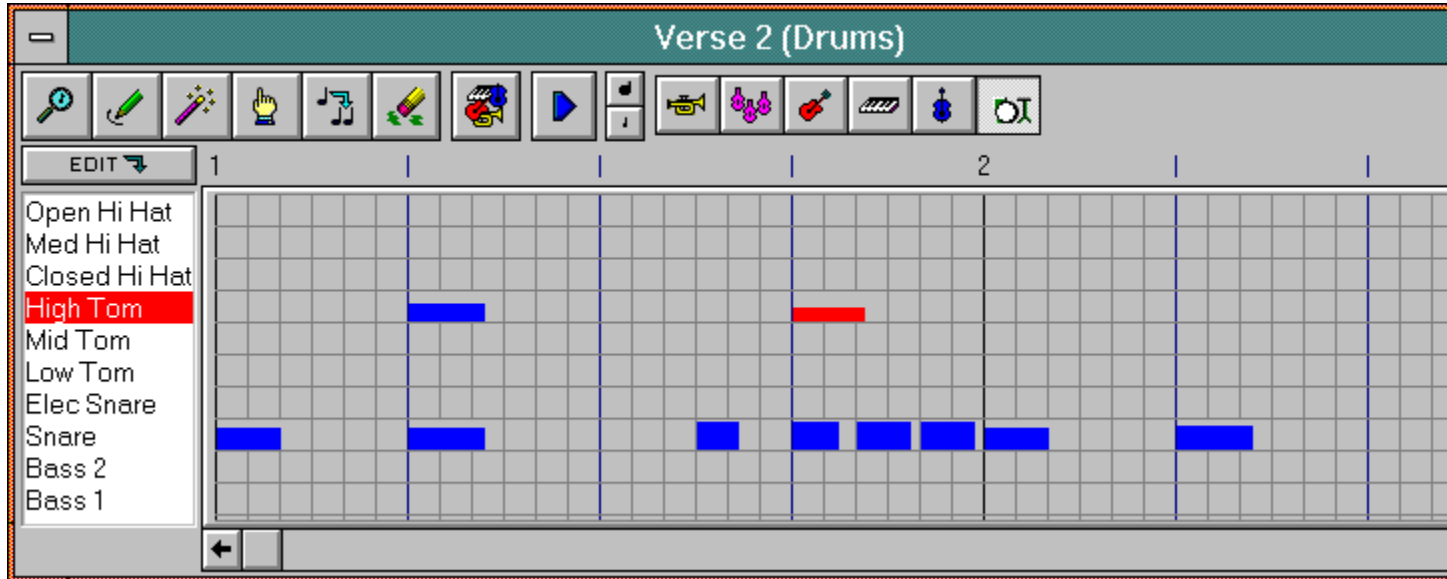 Verse 2 (Drums)
EDIT
1 2
Open Hi Hat
Med Hi Hat
Closed Hi Hat
High Tom
Mid Tom
Low Tom
Elec Snare
Snare
Bass 2
Bass 1